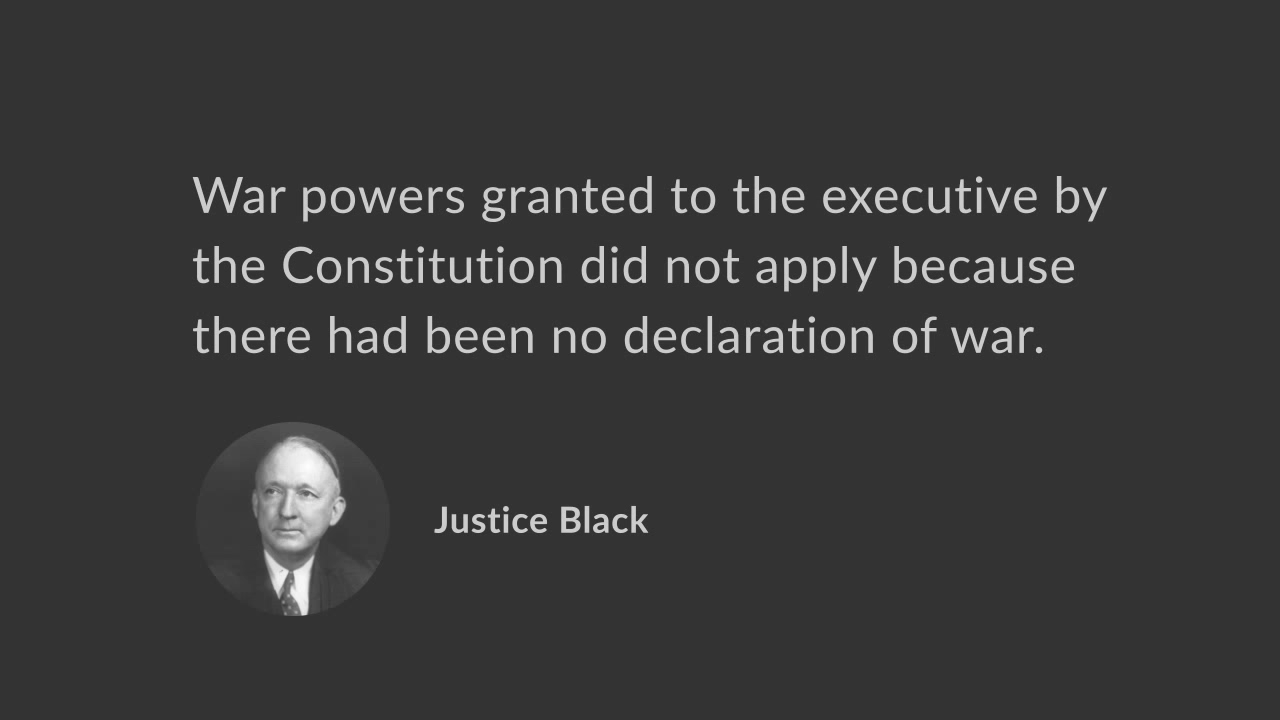 War powers granted to the executive by
the Constitution did not apply because
there had been no declaration of war.
Justice Black